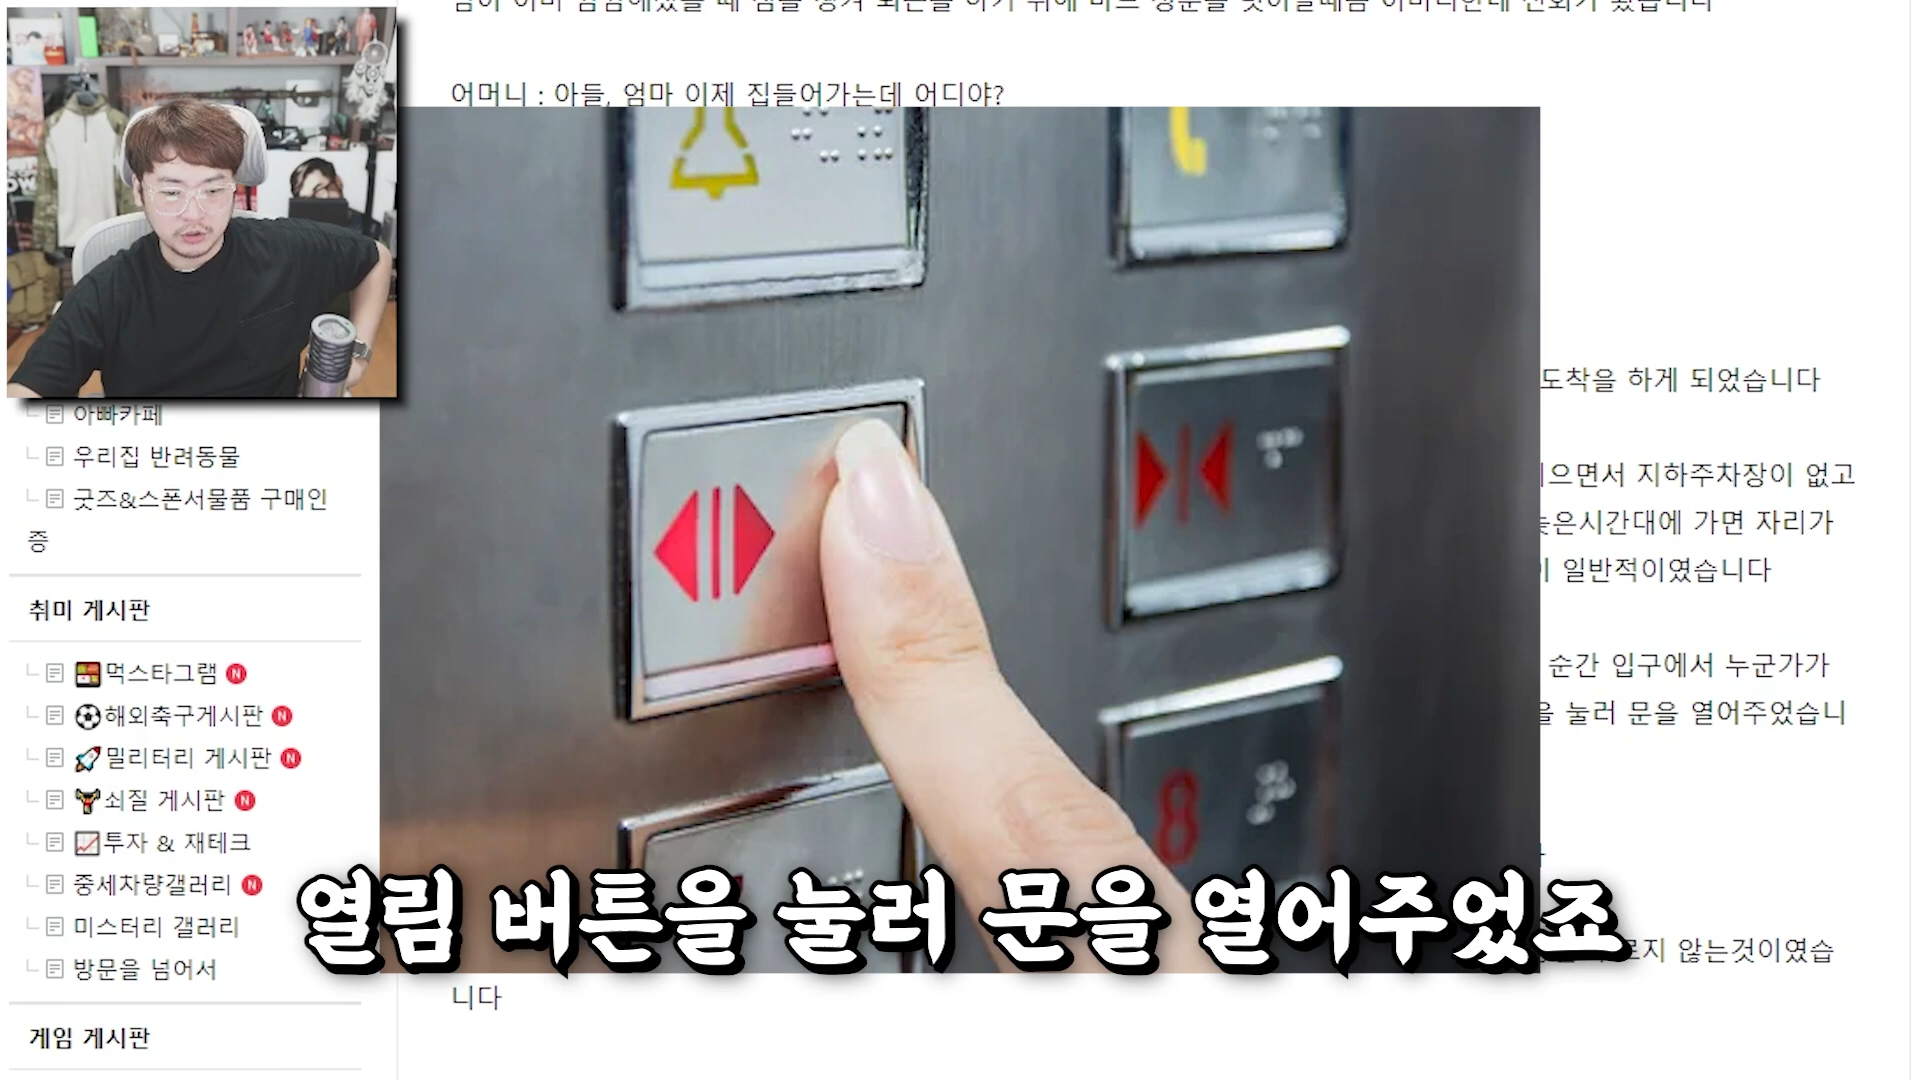 어머니 : 아들, 엄마 이제 집들어가는데 어디야?
도착을 하게 되었습니다
아빠카페
우리집 반려동물
으면서 지하주차장이 없고
굿즈&스폰서물품 구매인
증
늦은시간대에 가면 자리가
일반적이였습니다
취미 게시판
순간 입구에서 누군가가
먹스타그램 N
해외축구게시판 N
을 눌러 문을 열어주었습니
밀리터리 게시판 N
쇠질 게시판 N
8
투자 & 재테크
중세차량갤러리 N
미스터리 갤러리
열림 버튼을 눌러 문을 열어주었죠
않는것이였습
방문을 넘어서
니다
게임 게시판